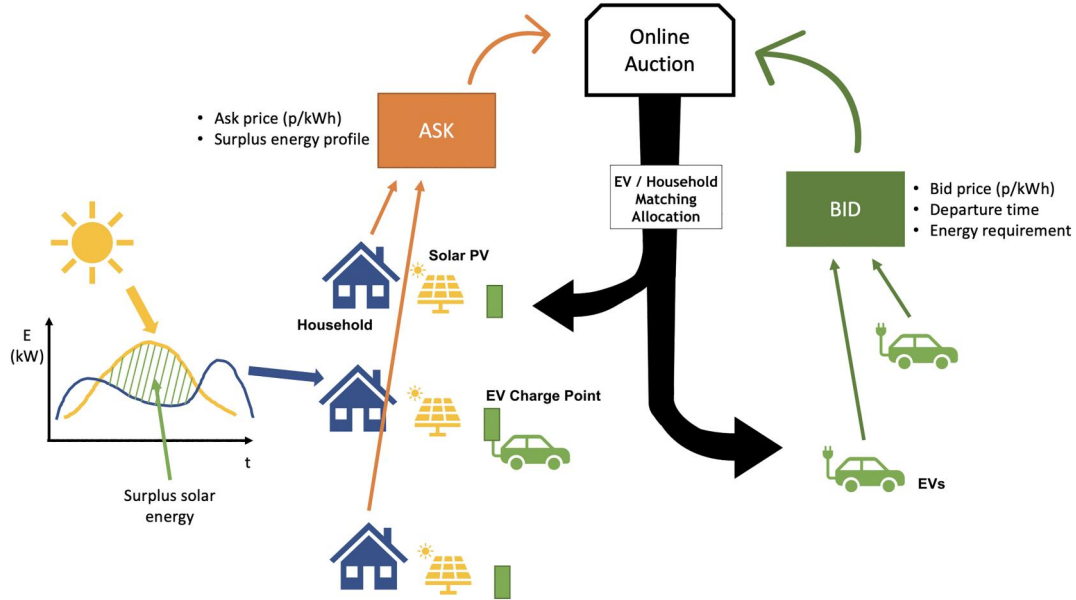 Online
Auction
• Ask price (p/kWh)
• Surplus energy profile
ASK
EV / Household
Matching
Allocation
BID
• Bid price (p/kWh)
• Departure time
• Energy requirement
Solar PV
Household
E
(kW)
EV Charge Point
t
Surplus solar
energy
EVs